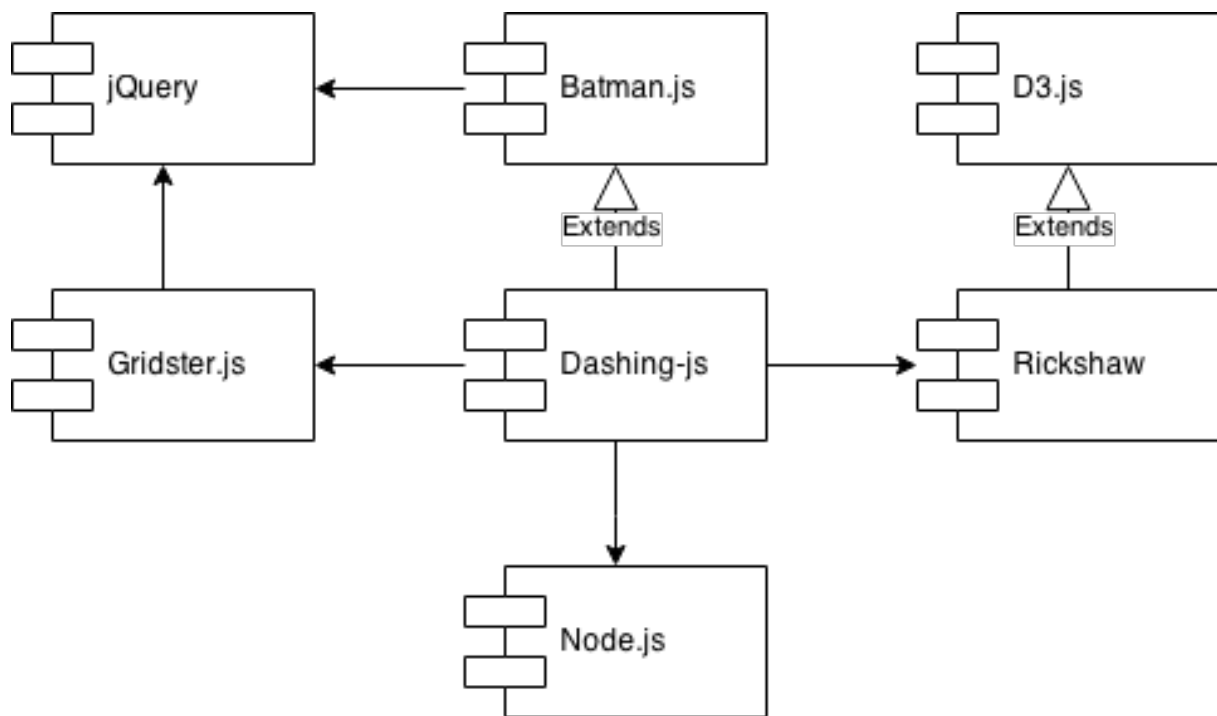 jQuery
Batman.js
D3.js
Extends
Extends
Gridster.js
Dashing-js
Rickshaw
Node.js